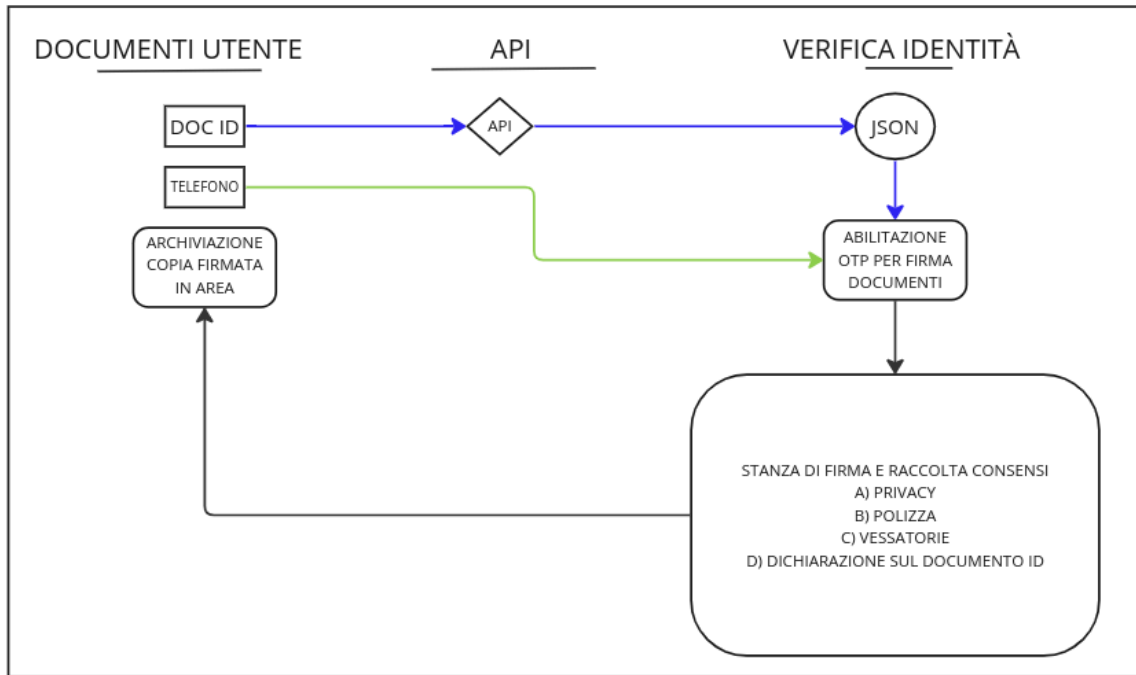 DOCUMENTI UTENTE
API
VERIFICA IDENTITÀ
DOC ID
API
JSON
TELEFONO
ARCHIVIAZIONE
COPIA FIRMATA
IN AREA
ABILITAZIONE
OTP PER FIRMA
DOCUMENTI
STANZA DI FIRMA E RACCOLTA CONSENSI
A) PRIVACY
B) POLIZZA
C) VESSATORIE
D) DICHIARAZIONE SUL DOCUMENTO ID